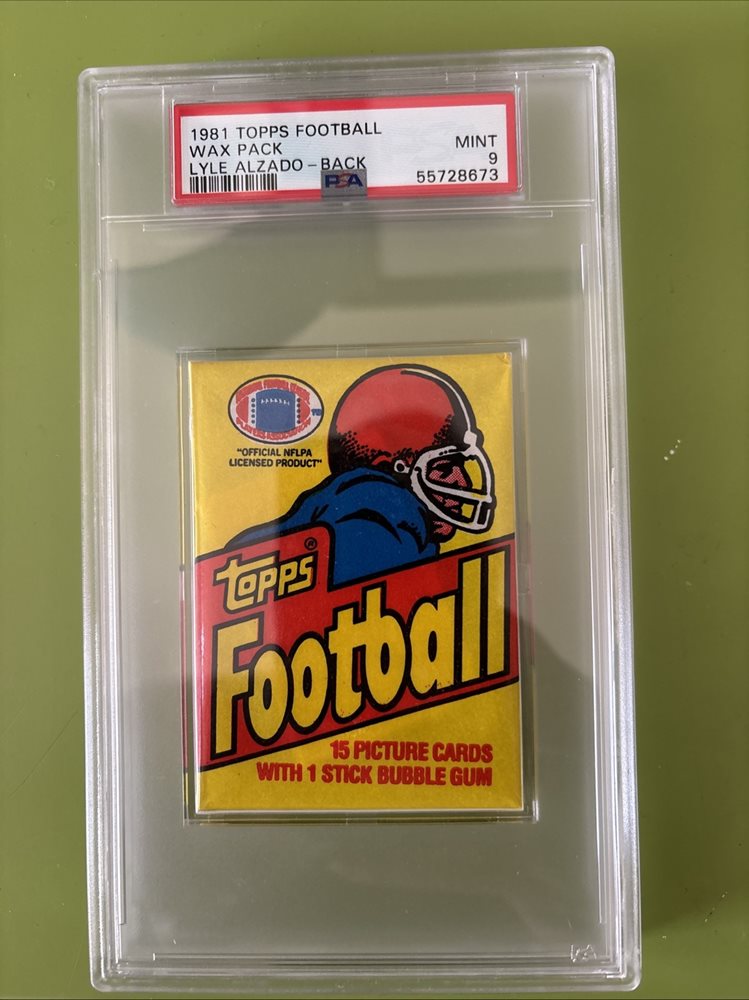 1981 TOPPS FOOTBALL
WAX PACK
MINT
9
LYLE ALZADO - BACK
55728673
PSA
"OFFICIAL NFLPA
LICENSED PRODUCT"
TOPPS®
Football
15 PICTURE CARDS
WITH 1 STICK BUBBLE GUM